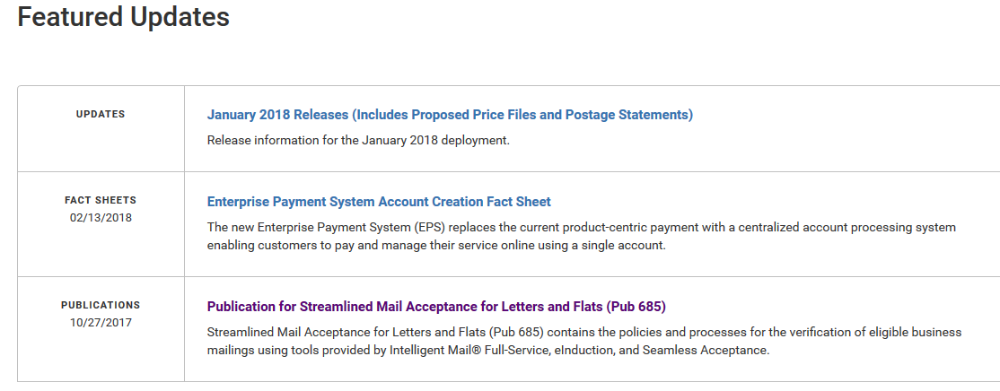 Featured Updates
UPDATES
January 2018 Releases (Includes Proposed Price Files and Postage Statements)
Release information for the January 2018 deployment.
FACT SHEETS
02/13/2018
Enterprise Payment System Account Creation Fact Sheet
The new Enterprise Payment System (EPS) replaces the current product-centric payment with a centralized account processing system
enabling customers to pay and manage their service online using a single account.
PUBLICATIONS
10/27/2017
Publication for Streamlined Mail Acceptance for Letters and Flats (Pub 685)
Streamlined Mail Acceptance for Letters and Flats (Pub 685) contains the policies and processes for the verification of eligible business
mailings using tools provided by Intelligent Mail® Full-Service, eInduction, and Seamless Acceptance.